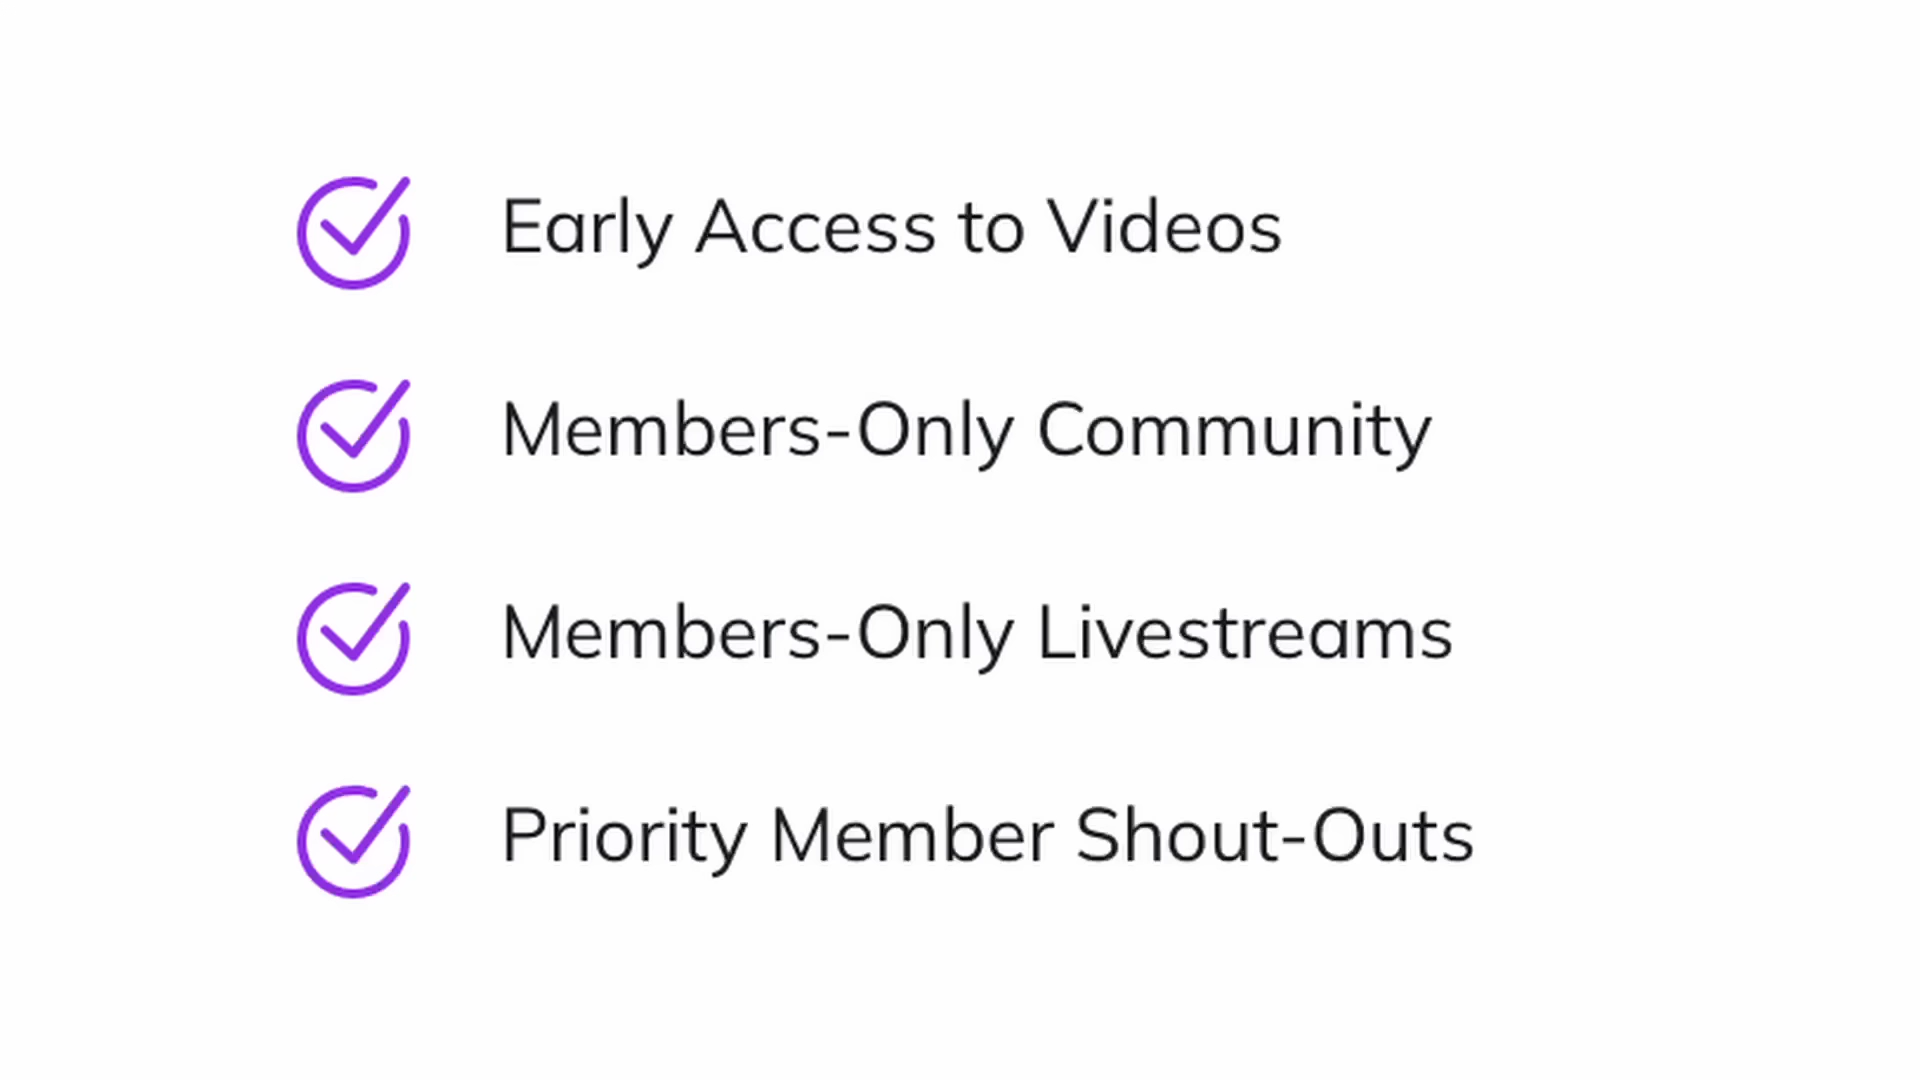 Early Access to Videos
Members-Only Community
Members-Only Livestreams
Priority Member Shout-Outs